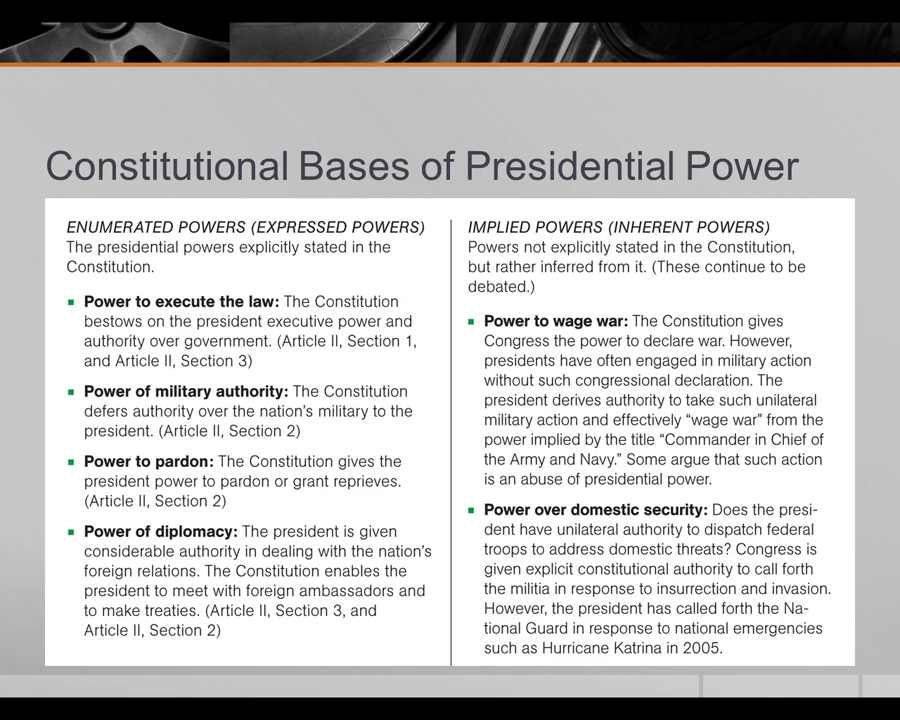 Constitutional Bases of Presidential Power
ENUMERATED POWERS (EXPRESSED POWERS)
The presidential powers explicitly stated in the
Constitution.
Power to execute the law: The Constitution
bestows on the president executive power and
authority over government. (Article II, Section 1,
and Article II, Section 3)
Power of military authority: The Constitution
defers authority over the nation's military to the
president. (Article II, Section 2)
Power to pardon: The Constitution gives the
president power to pardon or grant reprieves.
(Article II, Section 2)
Power of diplomacy: The president is given
considerable authority in dealing with the nation's
foreign relations. The Constitution enables the
president to meet with foreign ambassadors and
to make treaties. (Article II, Section 3, and
Article II, Section 2)
IMPLIED POWERS (INHERENT POWERS)
Powers not explicitly stated in the Constitution,
but rather inferred from it. (These continue to be
debated.)
Power to wage war: The Constitution gives
Congress the power to declare war. However,
presidents have often engaged in military action
without such congressional declaration. The
president derives authority to take such unilateral
military action and effectively “wage war” from the
power implied by the title “Commander in Chief of
the Army and Navy.” Some argue that such action
is an abuse of presidential power.
Power over domestic security: Does the presi-
dent have unilateral authority to dispatch federal
troops to address domestic threats? Congress is
given explicit constitutional authority to call forth
the militia in response to insurrection and invasion.
However, the president has called forth the Na-
tional Guard in response to national emergencies
such as Hurricane Katrina in 2005.